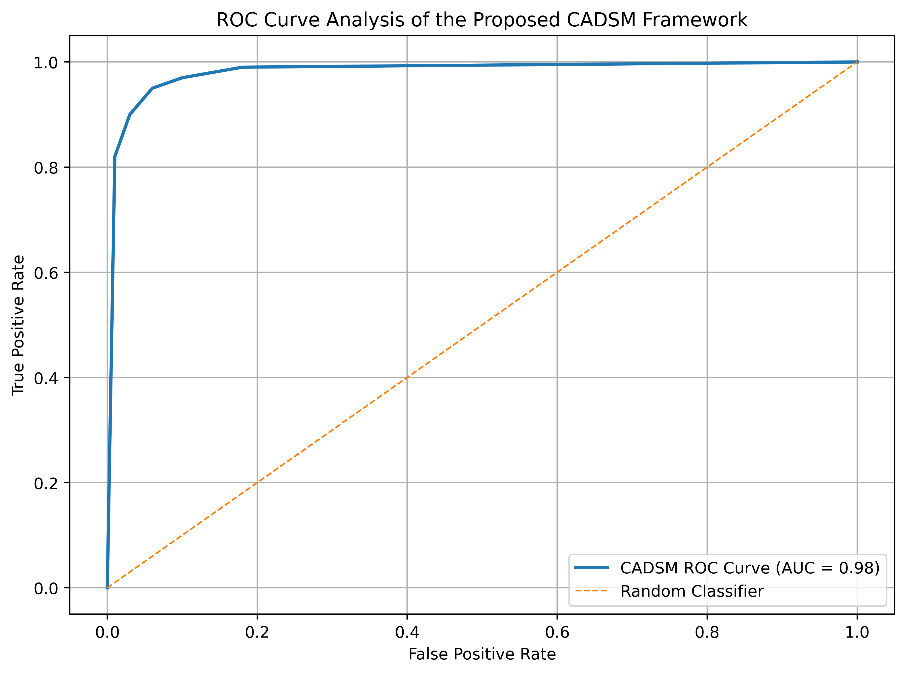 ROC Curve Analysis of the Proposed CADSM Framework
True Positive Rate
1.0
0.8
0.6
0.4
0.2
0.0
CADSM ROC Curve (AUC = 0.98)
Random Classifier
0.0 0.2 0.4 0.6 0.8 1.0
False Positive Rate